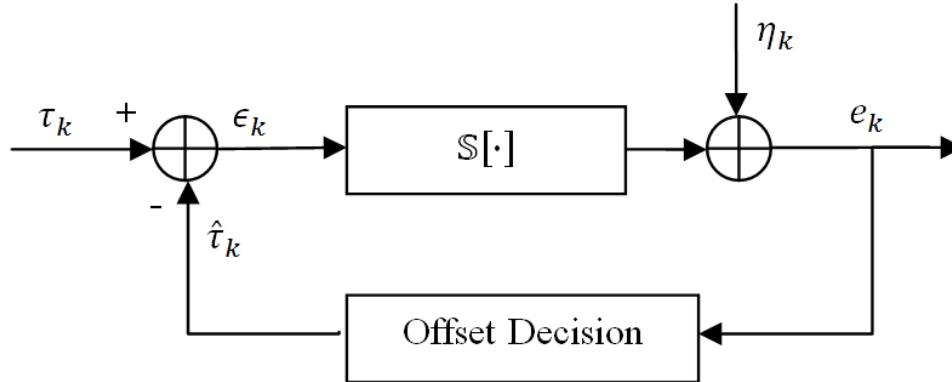 η_k
τ_k
+
ϵ_k
𝕊[·]
e_k
-
τ̂_k
Offset Decision